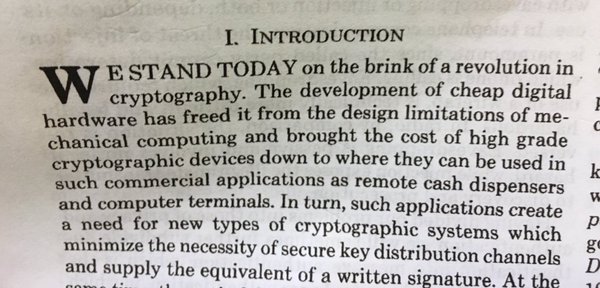 I. INTRODUCTION
WE STAND TODAY on the brink of a revolution in
cryptography. The development of cheap digital
hardware has freed it from the design limitations of me-
chanical computing and brought the cost of high grade
cryptographic devices down to where they can be used in
such commercial applications as remote cash dispensers
and computer terminals. In turn, such applications create
a need for new types of cryptographic systems which
minimize the necessity of secure key distribution channels
and supply the equivalent of a written signature. At the